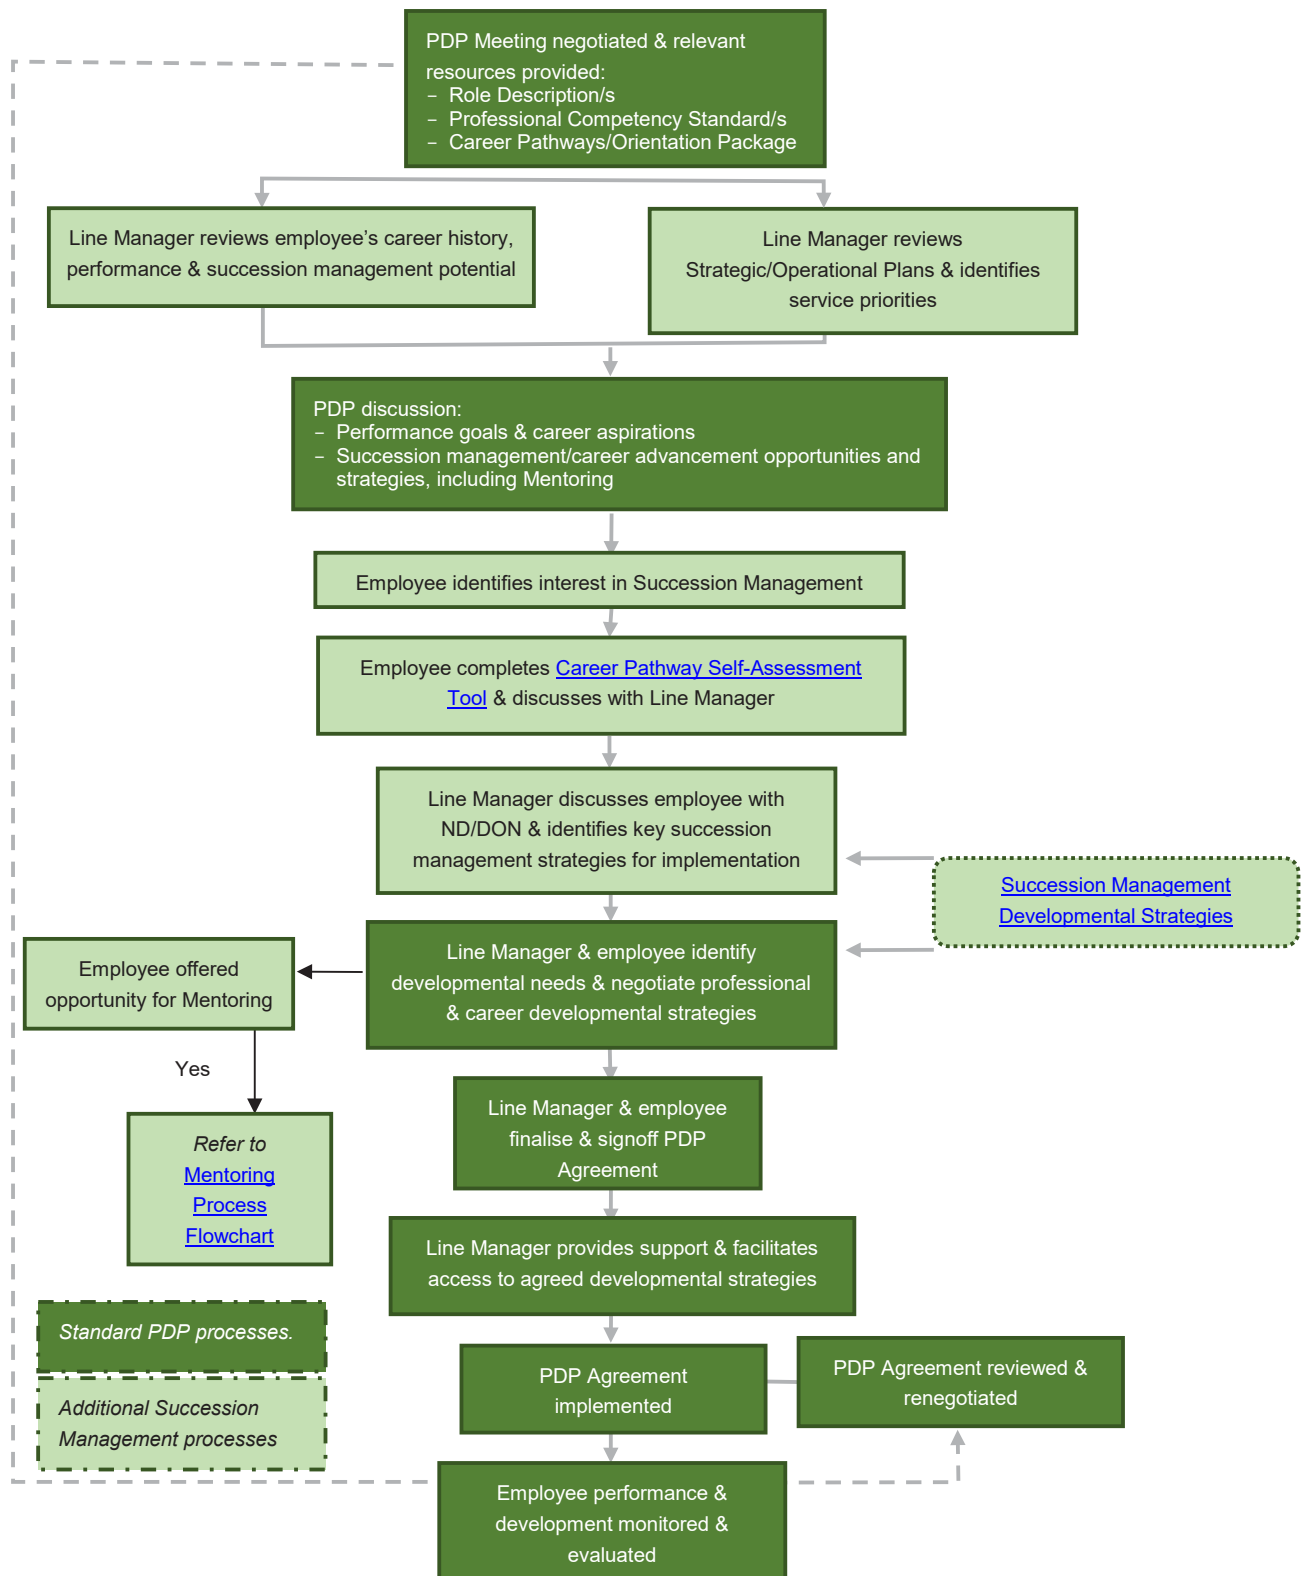 PDP Meeting negotiated & relevant
resources provided:
– Role Description/s
– Professional Competency Standard/s
– Career Pathways/Orientation Package
Line Manager reviews employee’s career history,
performance & succession management potential
Line Manager reviews
Strategic/Operational Plans & identifies
service priorities
PDP discussion:
– Performance goals & career aspirations
– Succession management/career advancement opportunities and
strategies, including Mentoring
Employee identifies interest in Succession Management
Employee completes Career Pathway Self-Assessment
Tool & discusses with Line Manager
Line Manager discusses employee with
ND/DON & identifies key succession
management strategies for implementation
Succession Management
Developmental Strategies
Line Manager & employee identify
developmental needs & negotiate professional
& career developmental strategies
Employee offered
opportunity for Mentoring
Yes
Refer to
Mentoring
Process
Flowchart
Line Manager & employee
finalise & signoff PDP
Agreement
Line Manager provides support & facilitates
access to agreed developmental strategies
Standard PDP processes.
Additional Succession
Management processes
PDP Agreement
implemented
PDP Agreement reviewed &
renegotiated
Employee performance &
development monitored &
evaluated